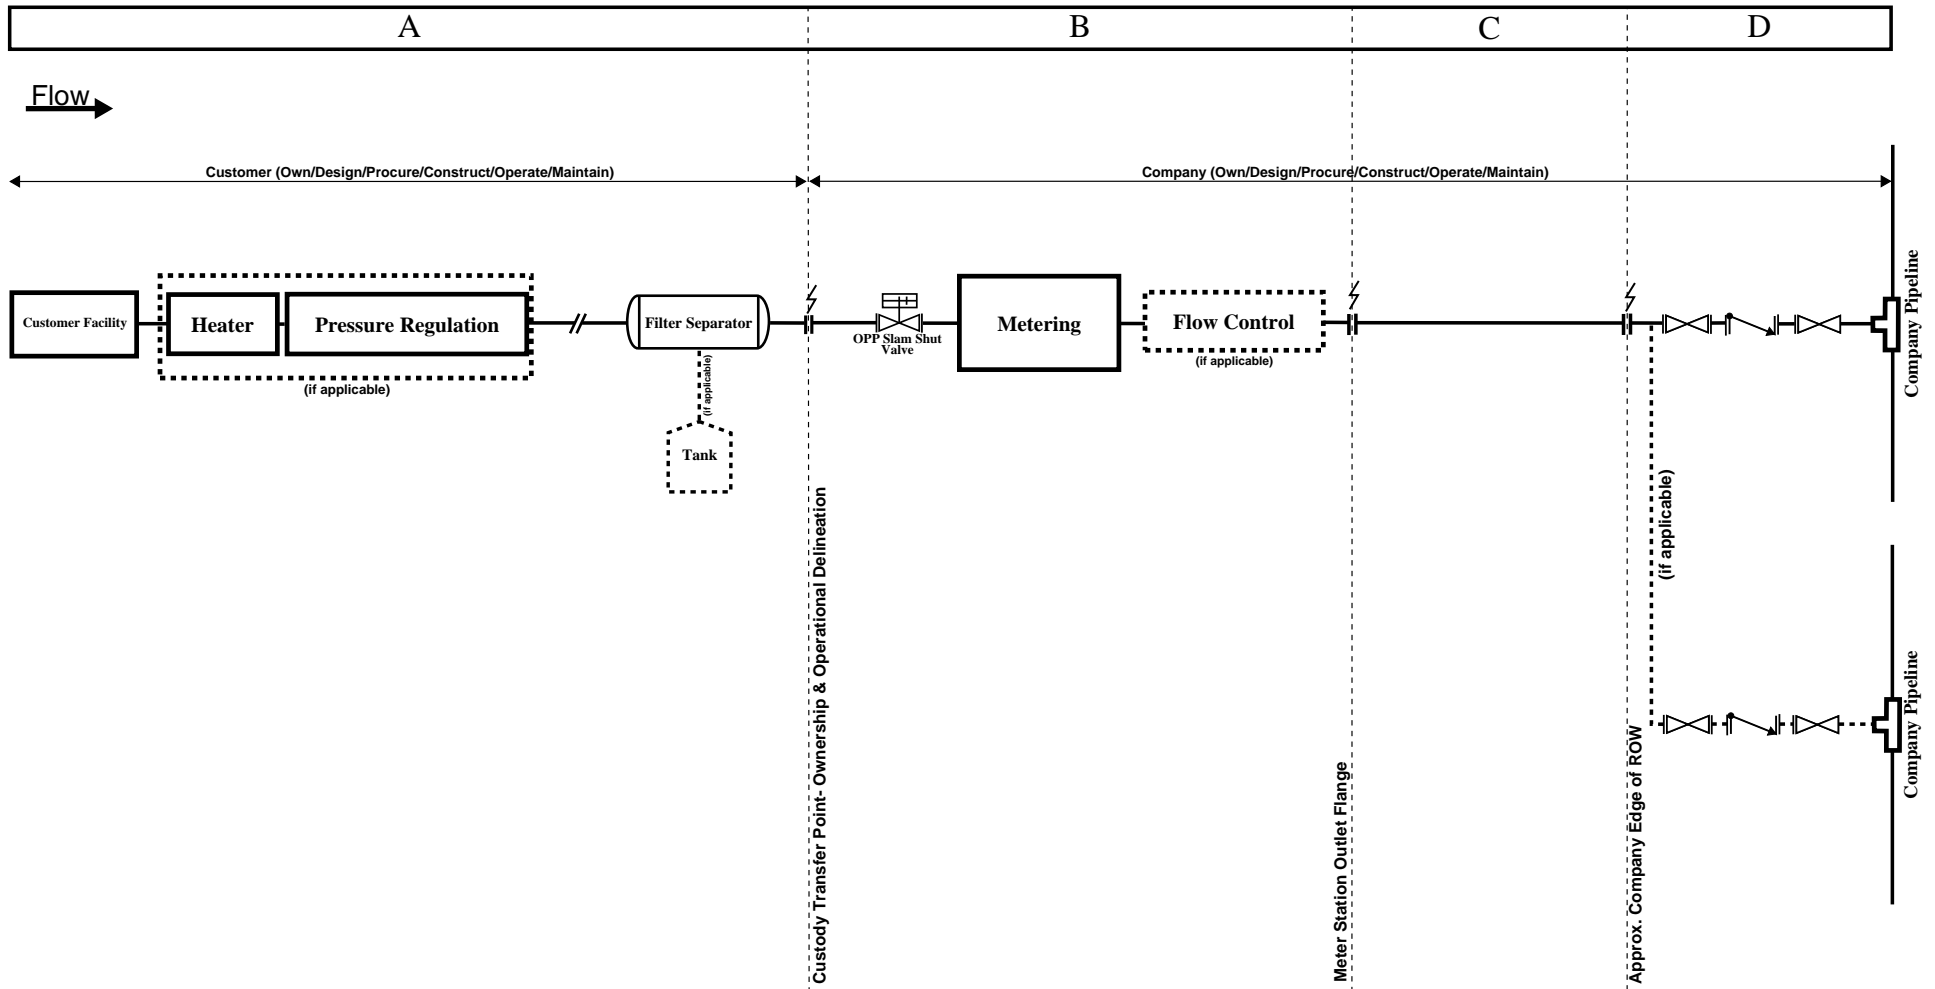 A
B
C
D
Flow
Customer (Own/Design/Procure/Construct/Operate/Maintain)
Company (Own/Design/Procure/Construct/Operate/Maintain)
Customer Facility
Heater
Pressure Regulation
(if applicable)
Filter Separator
(if applicable)
Tank
OPP Slam Shut
Valve
Metering
Flow Control
(if applicable)
Company Pipeline
(if applicable)
Company Pipeline
Custody Transfer Point- Ownership & Operational Delineation
Meter Station Outlet Flange
Approx. Company Edge of ROW